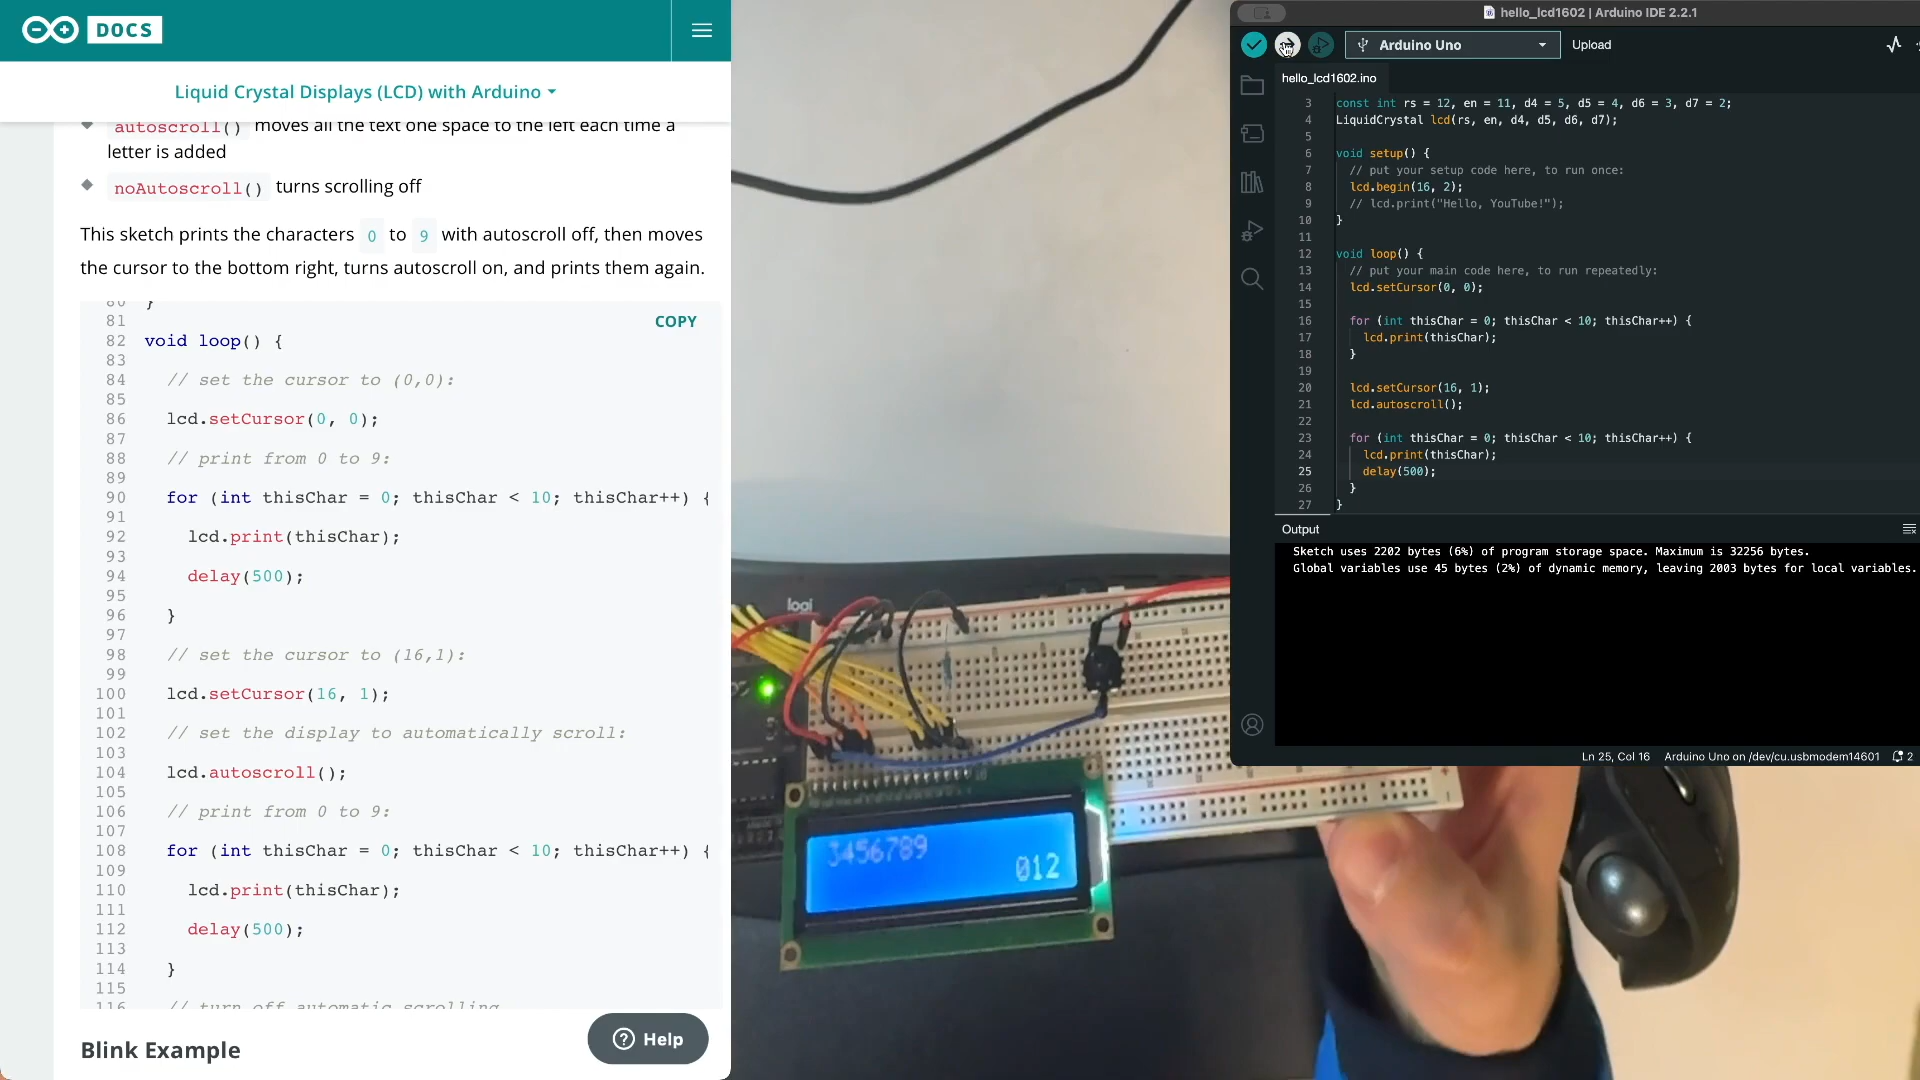 DOCS
Liquid Crystal Displays (LCD) with Arduino
autoscroll() moves all the text one space to the left each time a
letter is added
noAutoscroll() turns scrolling off
This sketch prints the characters 0 to 9 with autoscroll off, then moves
the cursor to the bottom right, turns autoscroll on, and prints them again.
COPY
80 }
81
82 void loop() {
83
84 // set the cursor to (0,0):
85
86 lcd.setCursor(0, 0);
87
88 // print from 0 to 9:
89
90 for (int thisChar = 0; thisChar < 10; thisChar++) {
91
92 lcd.print(thisChar);
93
94 delay(500);
95
96 }
97
98 // set the cursor to (16,1):
99
100 lcd.setCursor(16, 1);
101
102 // set the display to automatically scroll:
103
104 lcd.autoscroll();
105
106 // print from 0 to 9:
107
108 for (int thisChar = 0; thisChar < 10; thisChar++) {
109
110 lcd.print(thisChar);
111
112 delay(500);
113
114 }
115
116 // turn off automatic scrolling
Blink Example
Help
logi
3456789
012
hello_lcd1602 | Arduino IDE 2.2.1
Arduino Uno
Upload
hello_lcd1602.ino
3 const int rs = 12, en = 11, d4 = 5, d5 = 4, d6 = 3, d7 = 2;
4 LiquidCrystal lcd(rs, en, d4, d5, d6, d7);
5
6 void setup() {
7 // put your setup code here, to run once:
8 lcd.begin(16, 2);
9 // lcd.print("Hello, YouTube!");
10 }
11
12 void loop() {
13 // put your main code here, to run repeatedly:
14 lcd.setCursor(0, 0);
15
16 for (int thisChar = 0; thisChar < 10; thisChar++) {
17 lcd.print(thisChar);
18 }
19
20 lcd.setCursor(16, 1);
21 lcd.autoscroll();
22
23 for (int thisChar = 0; thisChar < 10; thisChar++) {
24 lcd.print(thisChar);
25 delay(500);
26 }
27 }
Output
Sketch uses 2202 bytes (6%) of program storage space. Maximum is 32256 bytes.
Global variables use 45 bytes (2%) of dynamic memory, leaving 2003 bytes for local variables.
Ln 25, Col 16 Arduino Uno on /dev/cu.usbmodem14601 2